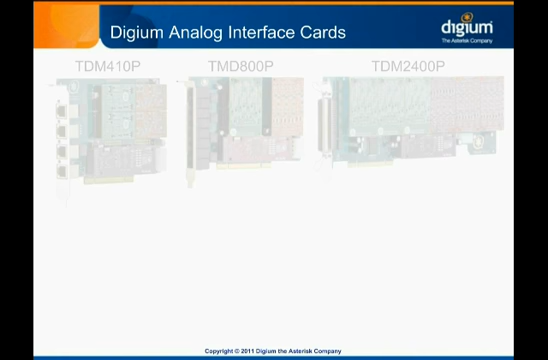 Digium Analog Interface Cards
digium
The Asterisk Company
TDM410P
TMD800P
TDM2400P
Copyright © 2011 Digium the Asterisk Company